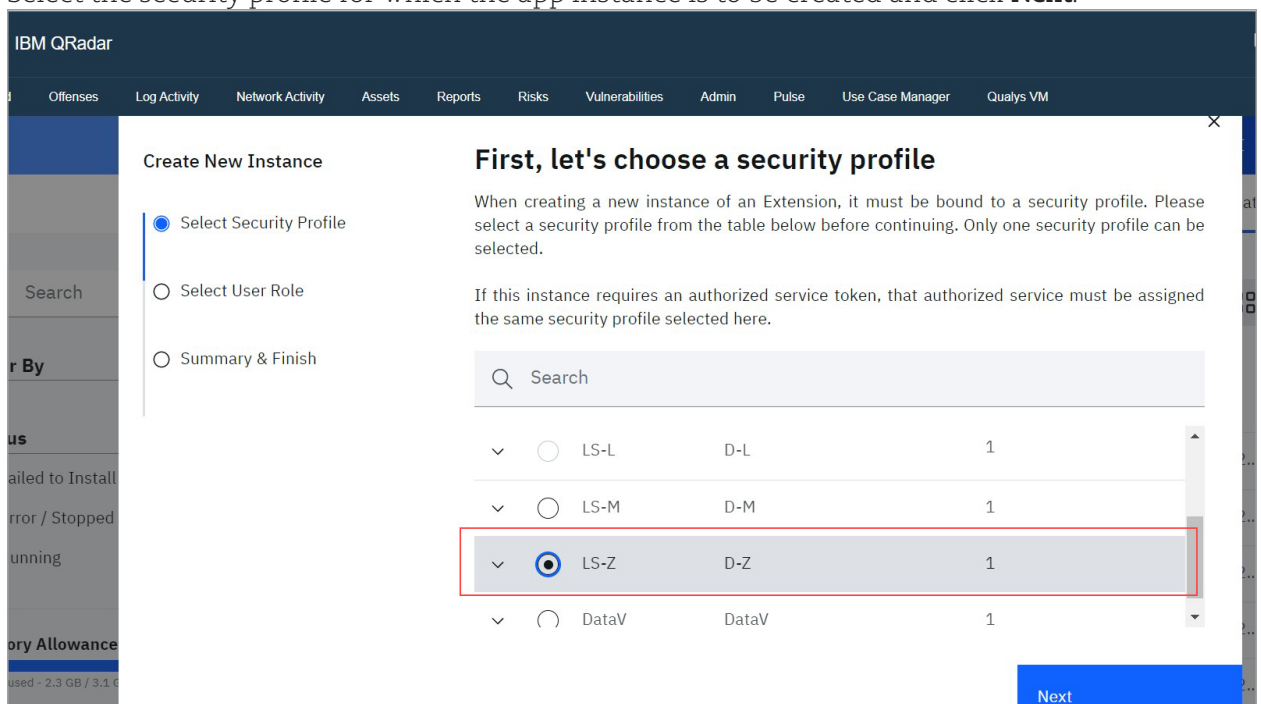 Select the security profile for which the app instance is to be created and click Next.
IBM QRadar
Offenses Log Activity Network Activity Assets Reports Risks Vulnerabilities Admin Pulse Use Case Manager Qualys VM
Create New Instance
Select Security Profile
Select User Role
Summary & Finish
First, let's choose a security profile
When creating a new instance of an Extension, it must be bound to a security profile. Please
select a security profile from the table below before continuing. Only one security profile can be
selected.
If this instance requires an authorized service token, that authorized service must be assigned
the same security profile selected here.
Search
LS-L D-L 1
LS-M D-M 1
LS-Z D-Z 1
DataV DataV 1
Next
Search
r By
us
ailed to Install
rror / Stopped
unning
ory Allowance
used - 2.3 GB / 3.1 G
at
2..
2..
2..
2..
2..